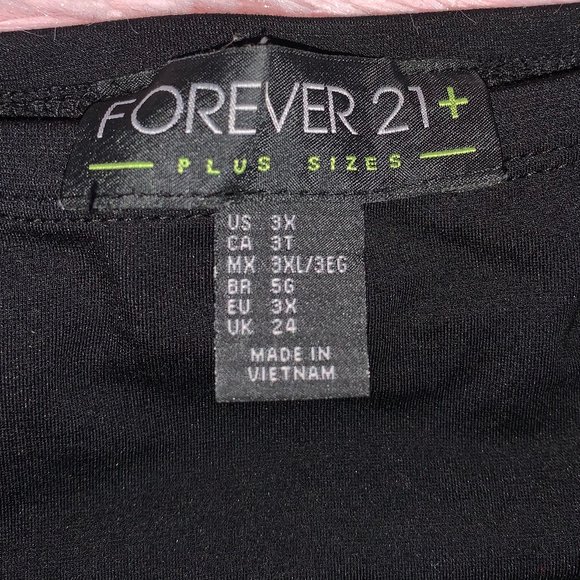 FOREVER 21+
PLUS SIZES
US 3X
CA 3T
MX 3XL/3EG
BR 5G
EU 3X
UK 24
MADE IN
VIETNAM